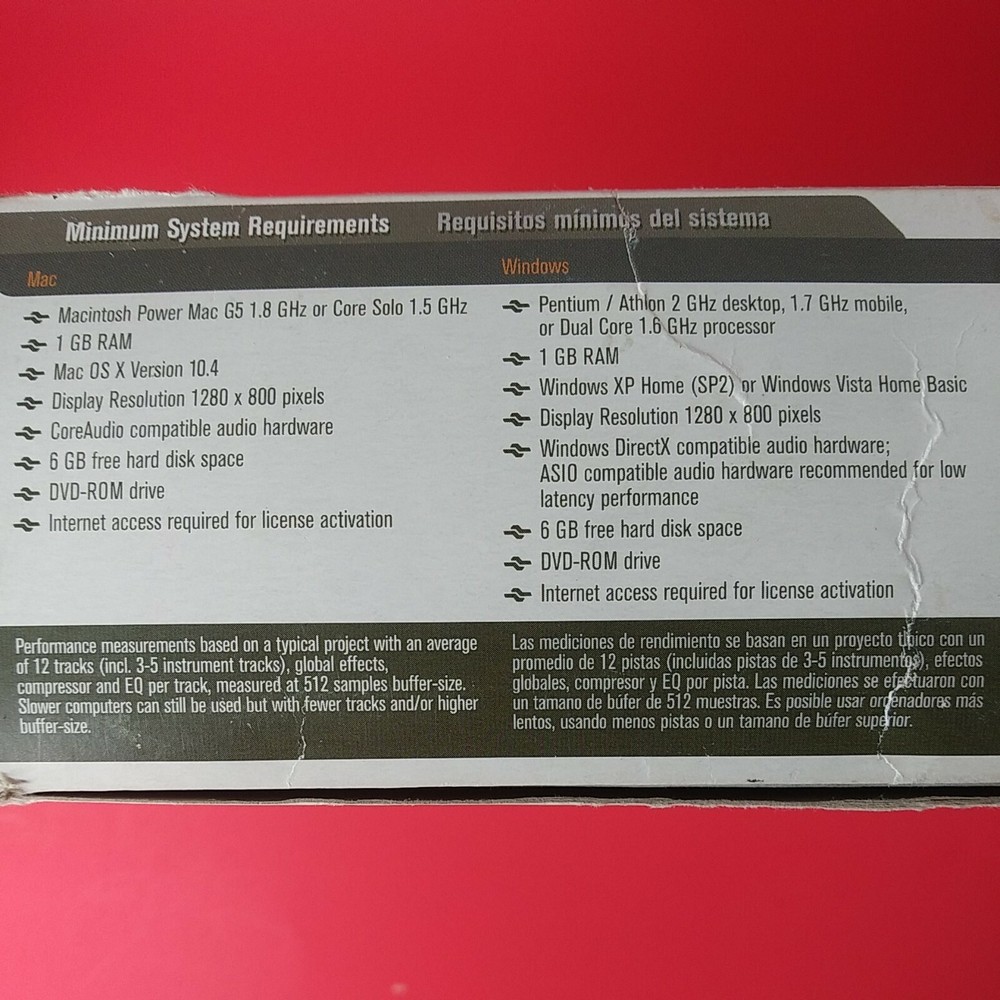 Minimum System Requirements
Requisitos mínimos del sistema
Mac
Macintosh Power Mac G5 1.8 GHz or Core Solo 1.5 GHz
1 GB RAM
Mac OS X Version 10.4
Display Resolution 1280 x 800 pixels
CoreAudio compatible audio hardware
6 GB free hard disk space
DVD-ROM drive
Internet access required for license activation
Windows
Pentium / Athlon 2 GHz desktop, 1.7 GHz mobile,
or Dual Core 1.6 GHz processor
1 GB RAM
Windows XP Home (SP2) or Windows Vista Home Basic
Display Resolution 1280 x 800 pixels
Windows DirectX compatible audio hardware;
ASIO compatible audio hardware recommended for low
latency performance
6 GB free hard disk space
DVD-ROM drive
Internet access required for license activation
Performance measurements based on a typical project with an average
of 12 tracks (incl. 3-5 instrument tracks), global effects,
compressor and EQ per track, measured at 512 samples buffer-size.
Slower computers can still be used but with fewer tracks and/or higher
buffer-size.
Las mediciones de rendimiento se basan en un proyecto típico con un
promedio de 12 pistas (incluidas pistas de 3-5 instrumentos), efectos
globales, compresor y EQ por pista. Las mediciones se efectuaron con
un tamano de búfer de 512 muestras. Es posible usar ordenadores más
lentos, usando menos pistas o un tamano de búfer superior.